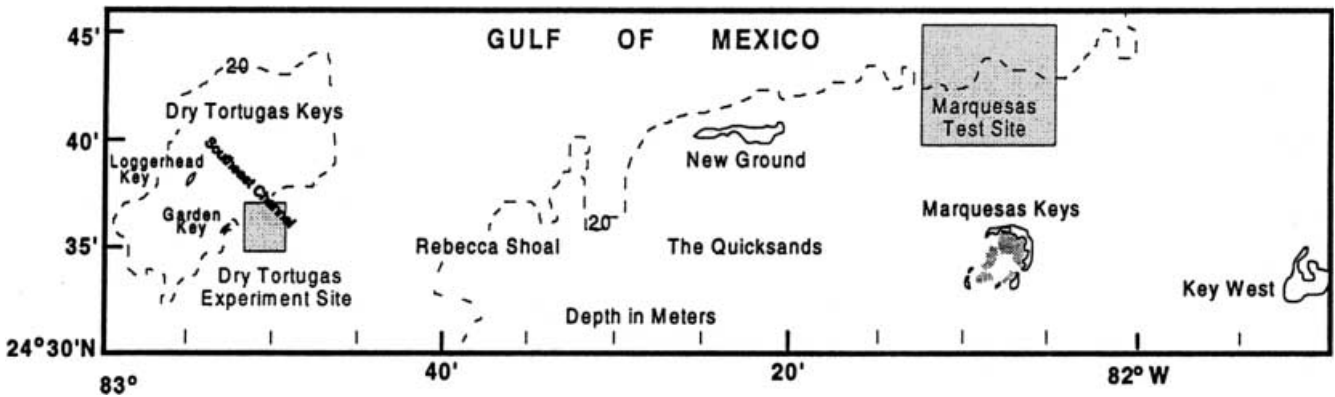 45'
GULF OF MEXICO
20
Dry Tortugas Keys
Marquesas
Test Site
40'
Southeast Channel
Loggerhead
Key
New Ground
Garden
Key
Marquesas Keys
20
35'
Rebecca Shoal
The Quicksands
Dry Tortugas
Experiment Site
Key West
Depth in Meters
24°30'N
83°
40'
20'
82° W